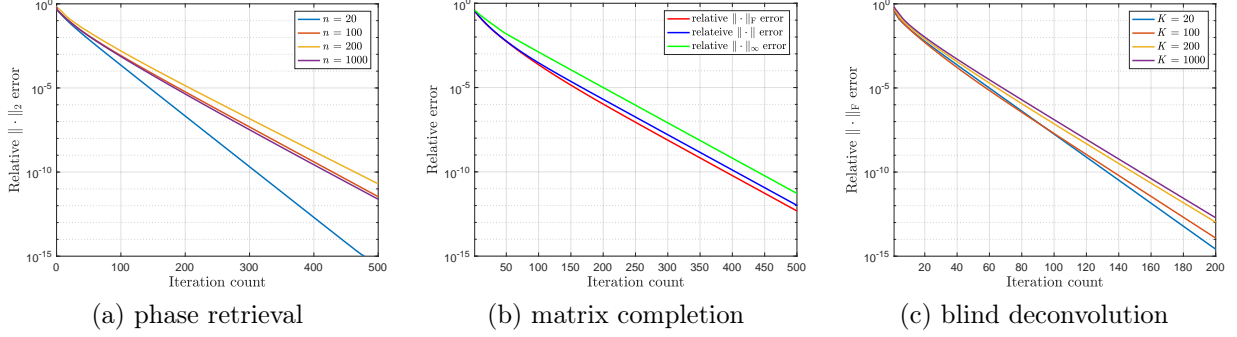 10^0
10^-5
10^-10
10^-15
0 100 200 300 400 500
Relative ‖ · ‖_2 error
Iteration count
n = 20
n = 100
n = 200
n = 1000
(a) phase retrieval
10^0
10^-5
10^-10
10^-15
50 100 150 200 250 300 350 400 450 500
Relative error
Iteration count
relative ‖ · ‖_F error
relative ‖ · ‖ error
relateive ‖ · ‖_∞ error
(b) matrix completion
10^0
10^-5
10^-10
10^-15
20 40 60 80 100 120 140 160 180 200
Relative ‖ · ‖_F error
Iteration count
K = 20
K = 100
K = 200
K = 1000
(c) blind deconvolution